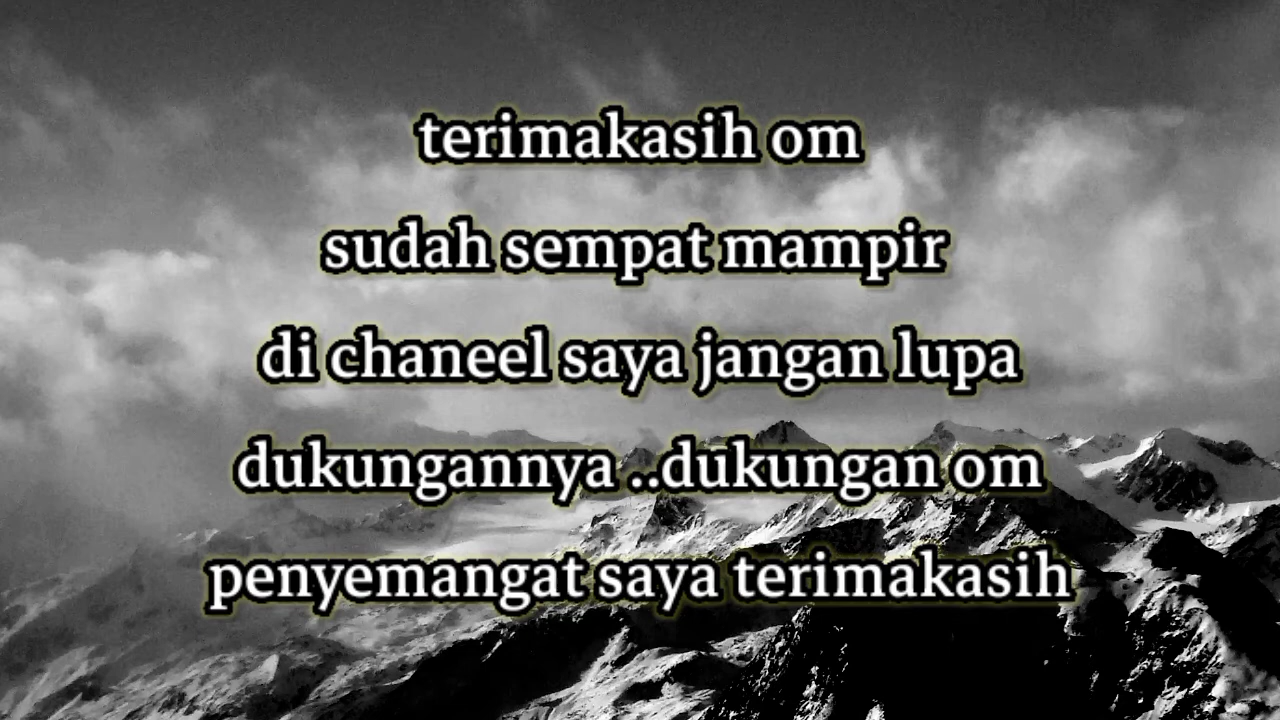 terimakasih om
sudah sempat mampir
di chaneel saya jangan lupa
dukungannya ..dukungan om
penyemangat saya terimakasih